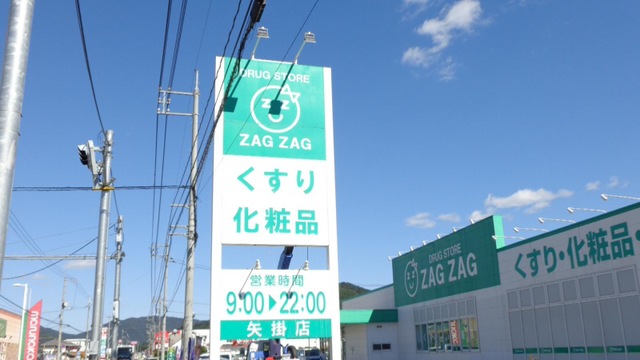 DRUG STORE
ZAG ZAG
くすり
化粧品
営業時間
9:00▶22:00
矢掛店
DRUG STORE
ZAG ZAG
くすり・化粧品・